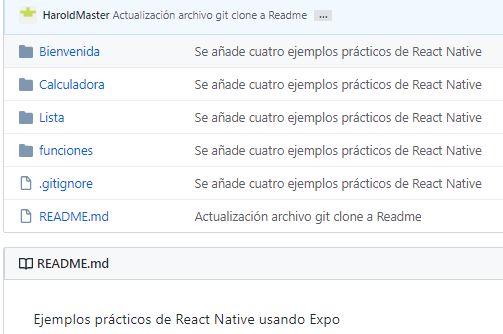 HaroldMaster Actualización archivo git clone a Readme ...
Bienvenida Se añade cuatro ejemplos prácticos de React Native
Calculadora Se añade cuatro ejemplos prácticos de React Native
Lista Se añade cuatro ejemplos prácticos de React Native
funciones Se añade cuatro ejemplos prácticos de React Native
.gitignore Se añade cuatro ejemplos prácticos de React Native
README.md Actualización archivo git clone a Readme
README.md
Ejemplos prácticos de React Native usando Expo